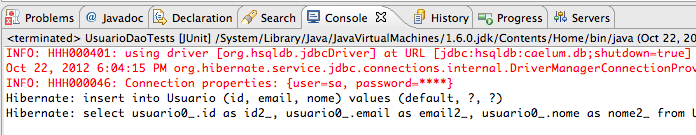 Problems @ Javadoc Declaration Search Console History Progress Servers
<terminated> UsuarioDaoTests [JUnit] /System/Library/Java/JavaVirtualMachines/1.6.0.jdk/Contents/Home/bin/java (Oct 22, 20
INFO: HHH000401: using driver [org.hsqldb.jdbcDriver] at URL [jdbc:hsqldb:caelum.db;shutdown=true]
Oct 22, 2012 6:04:15 PM org.hibernate.service.jdbc.connections.internal.DriverManagerConnectionProv
INFO: HHH000046: Connection properties: {user=sa, password=****}
Hibernate: insert into Usuario (id, email, nome) values (default, ?, ?)
Hibernate: select usuario0_.id as id2_, usuario0_.email as email2_, usuario0_.nome as nome2_ from U